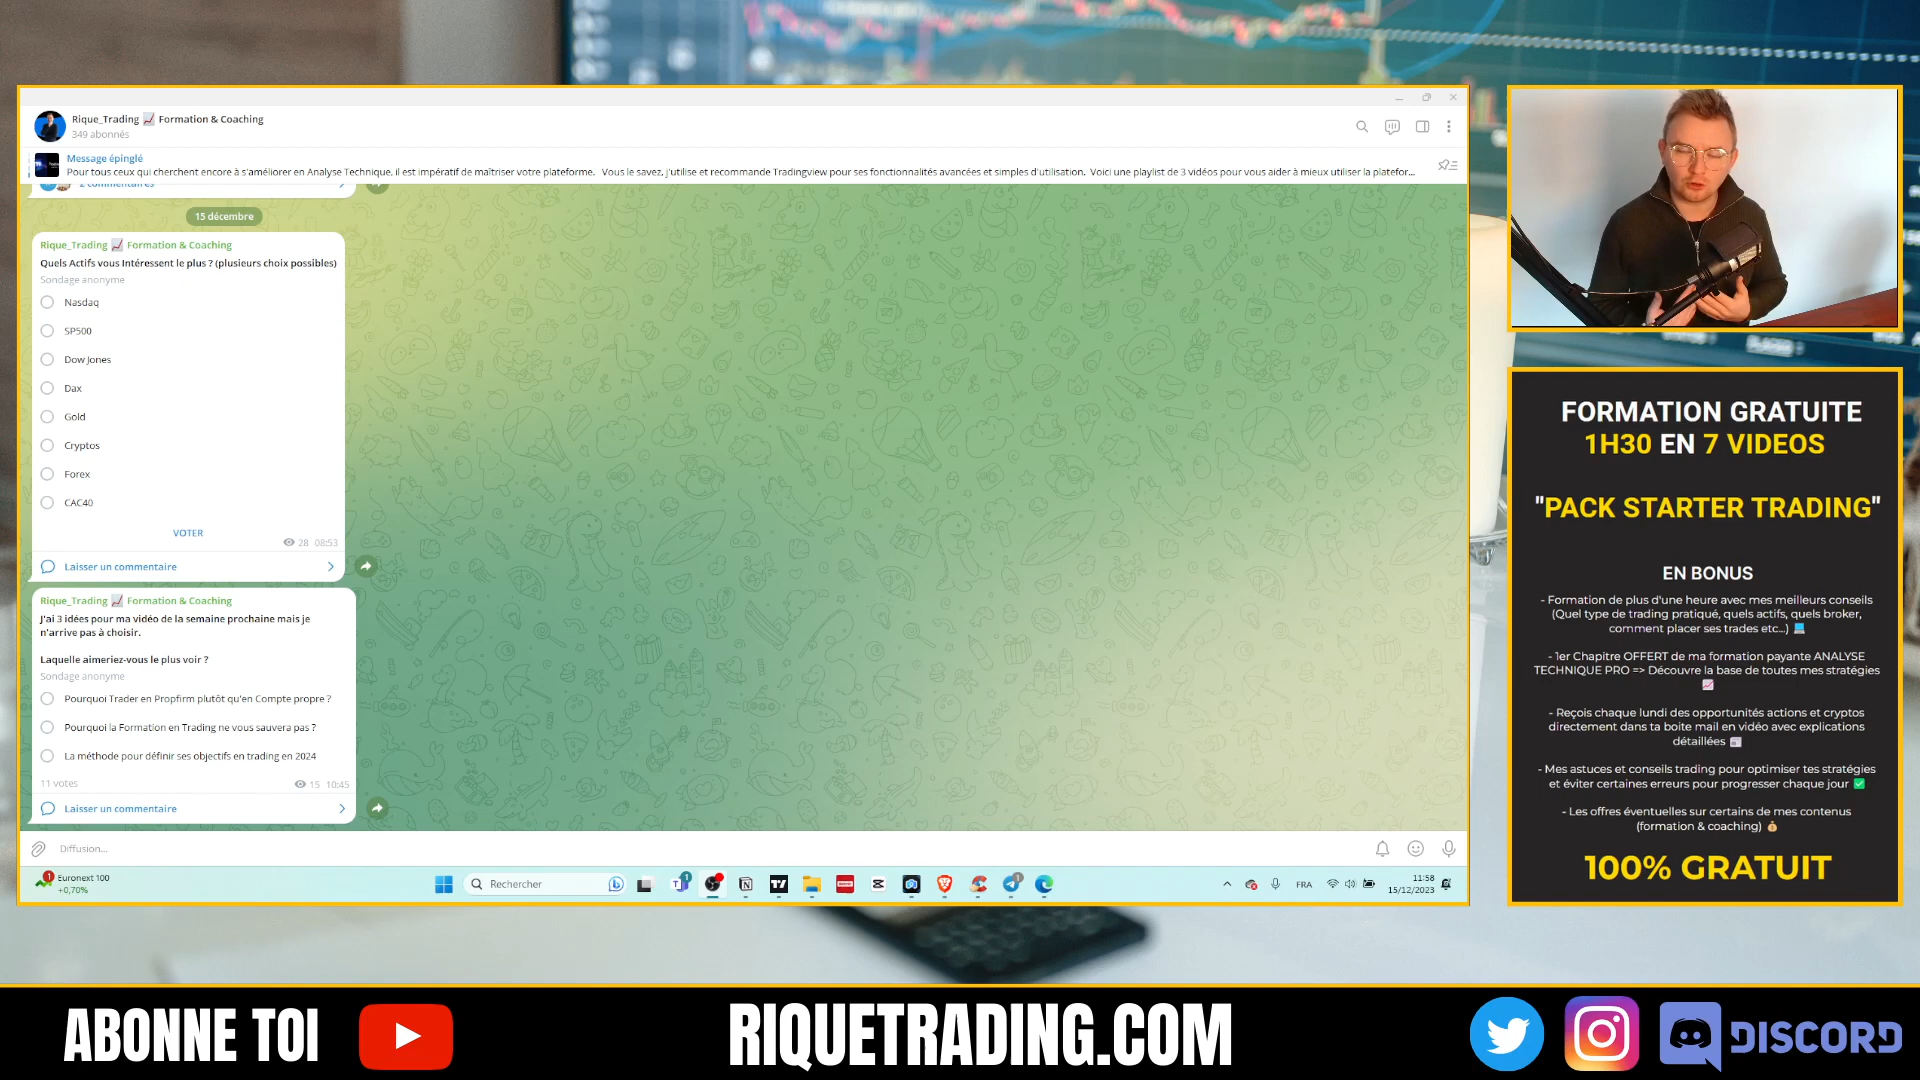 Rique_Trading 📈 Formation & Coaching
349 abonnés
Message épinglé
Pour tous ceux qui cherchent encore à s'améliorer en Analyse Technique, il est impératif de maîtriser votre plateforme. Vous le savez, j'utilise et recommande Tradingview pour ses fonctionnalités avancées et simples d'utilisation. Voici une playlist de 3 vidéos pour vous aider à mieux utiliser la platefor...
2 commentaires
15 décembre
Rique_Trading 📈 Formation & Coaching
Quels Actifs vous Intéressent le plus ? (plusieurs choix possibles)
Sondage anonyme
Nasdaq
SP500
Dow Jones
Dax
Gold
Cryptos
Forex
CAC40
VOTER
28 08:53
Laisser un commentaire
Rique_Trading 📈 Formation & Coaching
J'ai 3 idées pour ma vidéo de la semaine prochaine mais je
n'arrive pas à choisir.
Laquelle aimeriez-vous le plus voir ?
Sondage anonyme
Pourquoi Trader en Propfirm plutôt qu'en Compte propre ?
Pourquoi la Formation en Trading ne vous sauvera pas ?
La méthode pour définir ses objectifs en trading en 2024
11 votes
15 10:45
Laisser un commentaire
Diffusion...
Euronext 100
+0,70%
Rechercher
FRA
11:58
15/12/2023
FORMATION GRATUITE
1H30 EN 7 VIDEOS
"PACK STARTER TRADING"
EN BONUS
- Formation de plus d'une heure avec mes meilleurs conseils
(Quel type de trading pratiqué, quels actifs, quels broker,
comment placer ses trades etc...) 💻
- 1er Chapitre OFFERT de ma formation payante ANALYSE
TECHNIQUE PRO => Découvre la base de toutes mes stratégies
📈
- Reçois chaque lundi des opportunités actions et cryptos
directement dans ta boite mail en vidéo avec explications
détaillées 📰
- Mes astuces et conseils trading pour optimiser tes stratégies
et éviter certaines erreurs pour progresser chaque jour ✅
- Les offres éventuelles sur certains de mes contenus
(formation & coaching) 💰
100% GRATUIT
ABONNE TOI
RIQUETRADING.COM
DISCORD